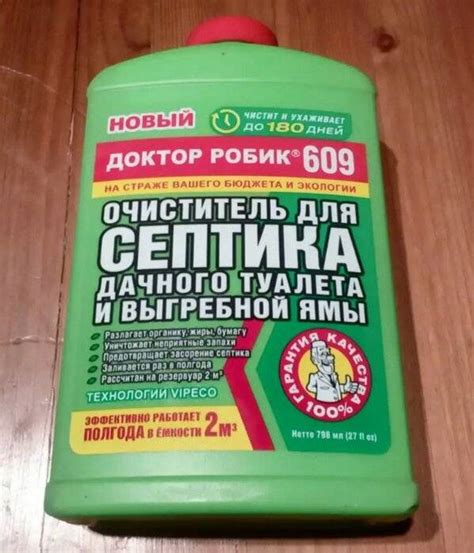 НОВЫЙ
ЧИСТИТ И УХАЖИВАЕТ
ДО 180 ДНЕЙ
ДОКТОР РОБИК® 609
НА СТРАЖЕ ВАШЕГО БЮДЖЕТА И ЭКОЛОГИИ
ОЧИСТИТЕЛЬ ДЛЯ
СЕПТИКА
ДАЧНОГО ТУАЛЕТА
И ВЫГРЕБНОЙ ЯМЫ
Разлагает органику, жиры, бумагу
Уничтожает неприятные запахи
Предотвращает засорение септика
Заливается раз в полгода
Рассчитан на резервуар 2 м³
ТЕХНОЛОГИИ VIPECO
ЭФФЕКТИВНО РАБОТАЕТ
ПОЛГОДА В ЁМКОСТИ 2м³
ГАРАНТИЯ КАЧЕСТВА
100%
Нетто 798 мл (27 fl oz)